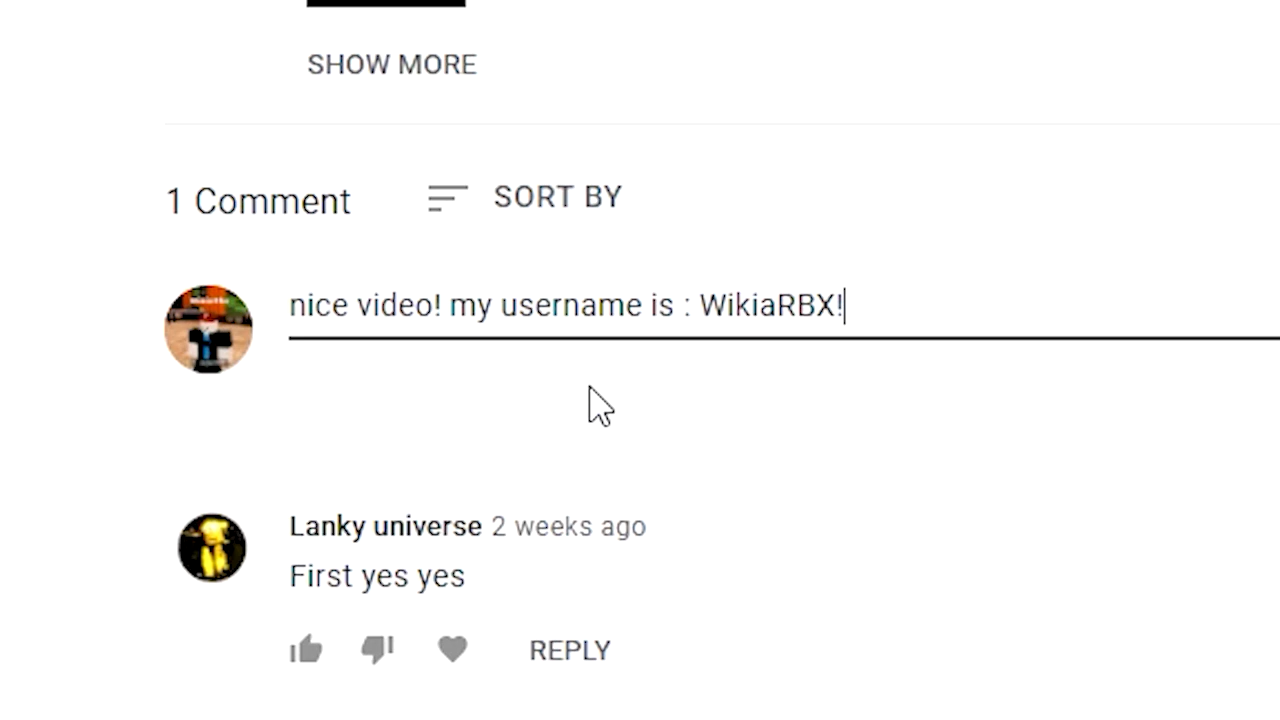 SHOW MORE
1 Comment
SORT BY
nice video! my username is : WikiaRBX!
Lanky universe 2 weeks ago
First yes yes
REPLY